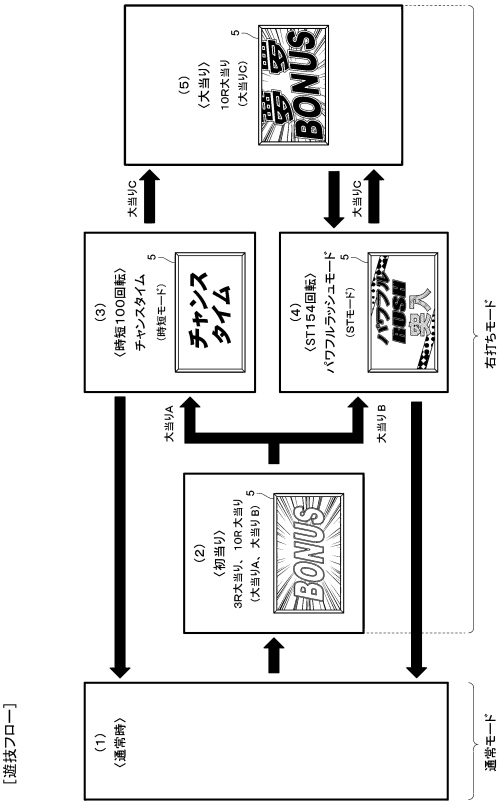 [遊技フロー]
(1)
〈通常時〉
通常モード
(2)
〈初当り〉
3R大当り、10R大当り
(大当りA、大当りB)
5
BONUS
大当りA
大当りB
(3)
〈時短100回転〉
チャンスタイム
(時短モード)
5
チャンス
タイム
(4)
〈ST154回転〉
パワフルラッシュモード
(STモード)
5
パワフル
RUSH
突入
大当りC
大当りC
(5)
〈大当り〉
10R大当り
(大当りC)
5
夢 夢
BONUS
右打ちモード